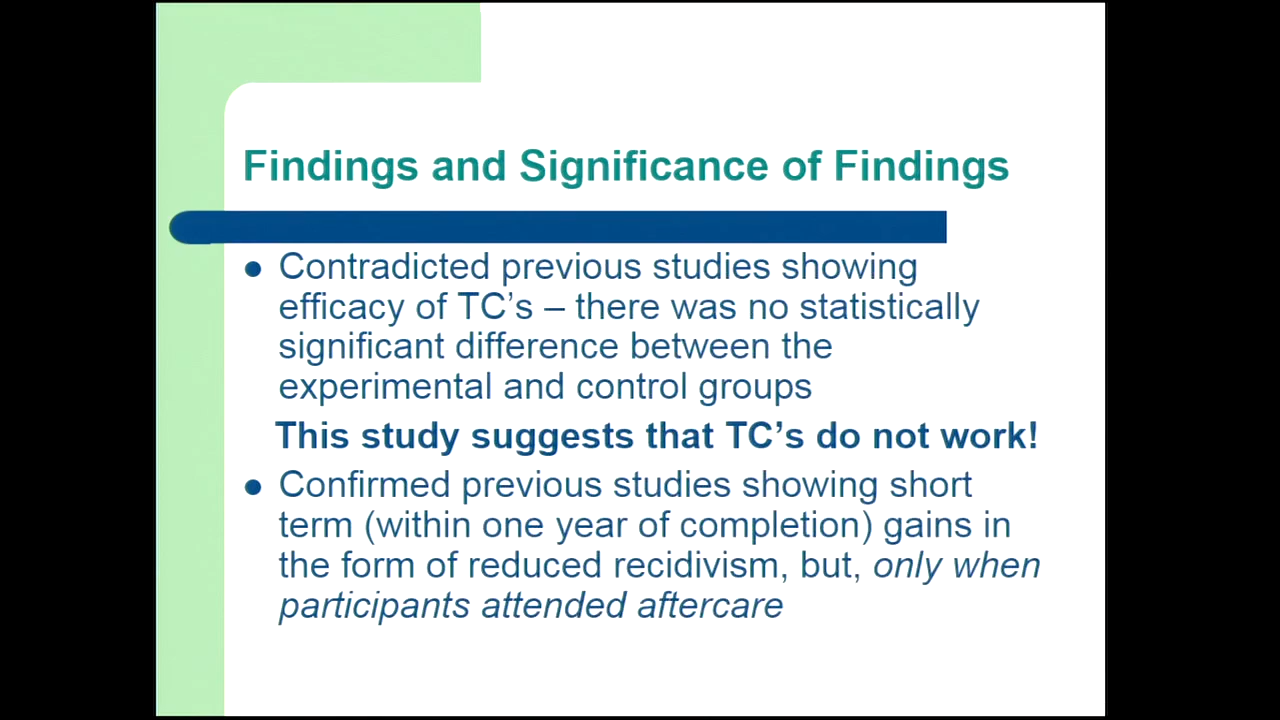 Findings and Significance of Findings
Contradicted previous studies showing
efficacy of TC’s – there was no statistically
significant difference between the
experimental and control groups
This study suggests that TC’s do not work!
Confirmed previous studies showing short
term (within one year of completion) gains in
the form of reduced recidivism, but, only when
participants attended aftercare